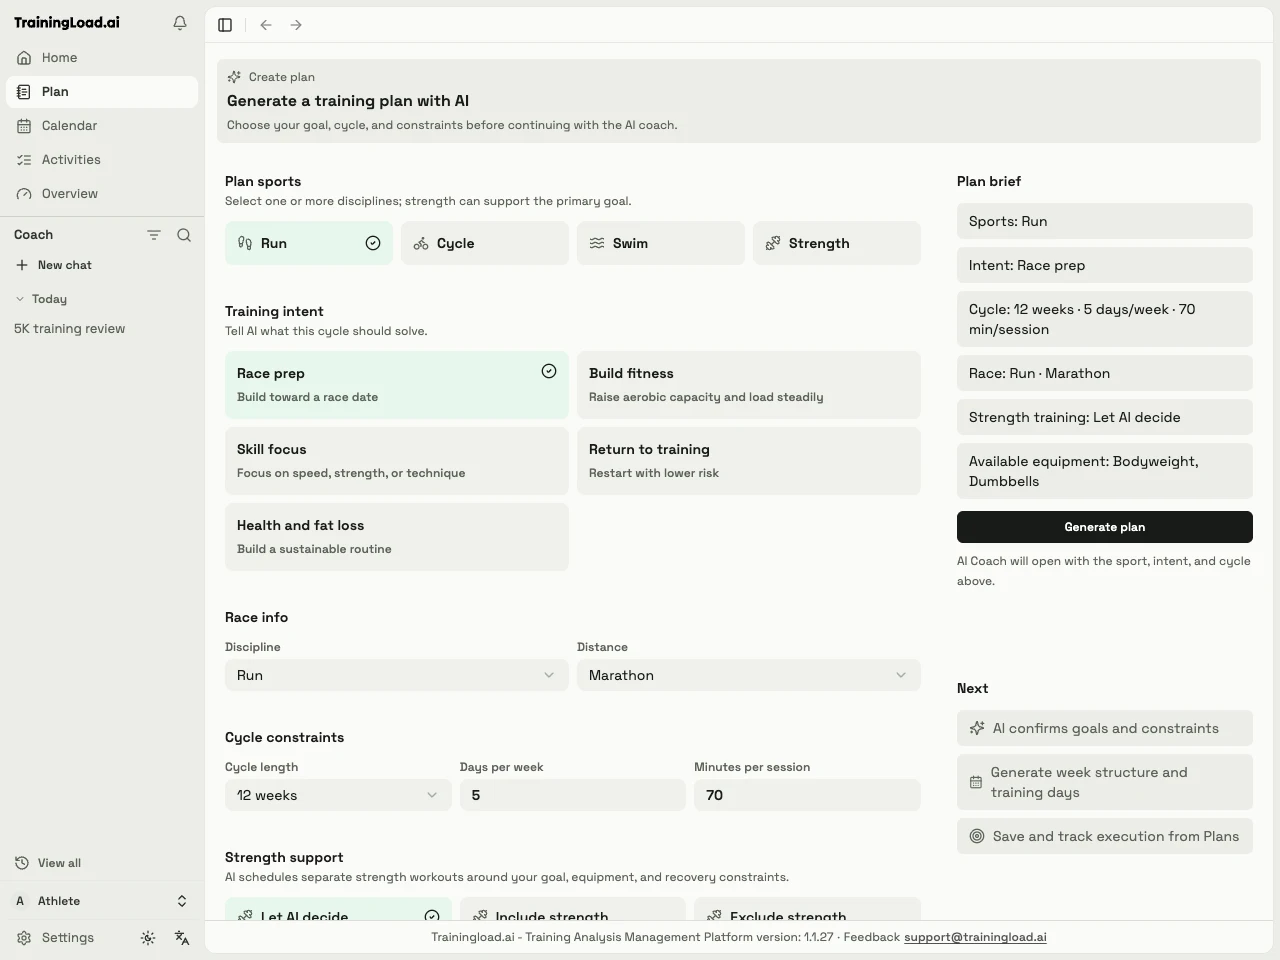 TrainingLoad.ai
Home
Plan
Calendar
Activities
Overview
Coach
New chat
Today
5K training review
View all
A Athlete
Settings
Create plan
Generate a training plan with AI
Choose your goal, cycle, and constraints before continuing with the AI coach.
Plan sports
Select one or more disciplines; strength can support the primary goal.
Run
Cycle
Swim
Strength
Training intent
Tell AI what this cycle should solve.
Race prep
Build toward a race date
Build fitness
Raise aerobic capacity and load steadily
Skill focus
Focus on speed, strength, or technique
Return to training
Restart with lower risk
Health and fat loss
Build a sustainable routine
Race info
Discipline
Run
Distance
Marathon
Cycle constraints
Cycle length
12 weeks
Days per week
5
Minutes per session
70
Strength support
AI schedules separate strength workouts around your goal, equipment, and recovery constraints.
Let AI decide
Include strength
Exclude strength
Plan brief
Sports: Run
Intent: Race prep
Cycle: 12 weeks · 5 days/week · 70
min/session
Race: Run · Marathon
Strength training: Let AI decide
Available equipment: Bodyweight,
Dumbbells
Generate plan
AI Coach will open with the sport, intent, and cycle
above.
Next
AI confirms goals and constraints
Generate week structure and
training days
Save and track execution from Plans
Trainingload.ai - Training Analysis Management Platform version: 1.1.27 · Feedback support@trainingload.ai